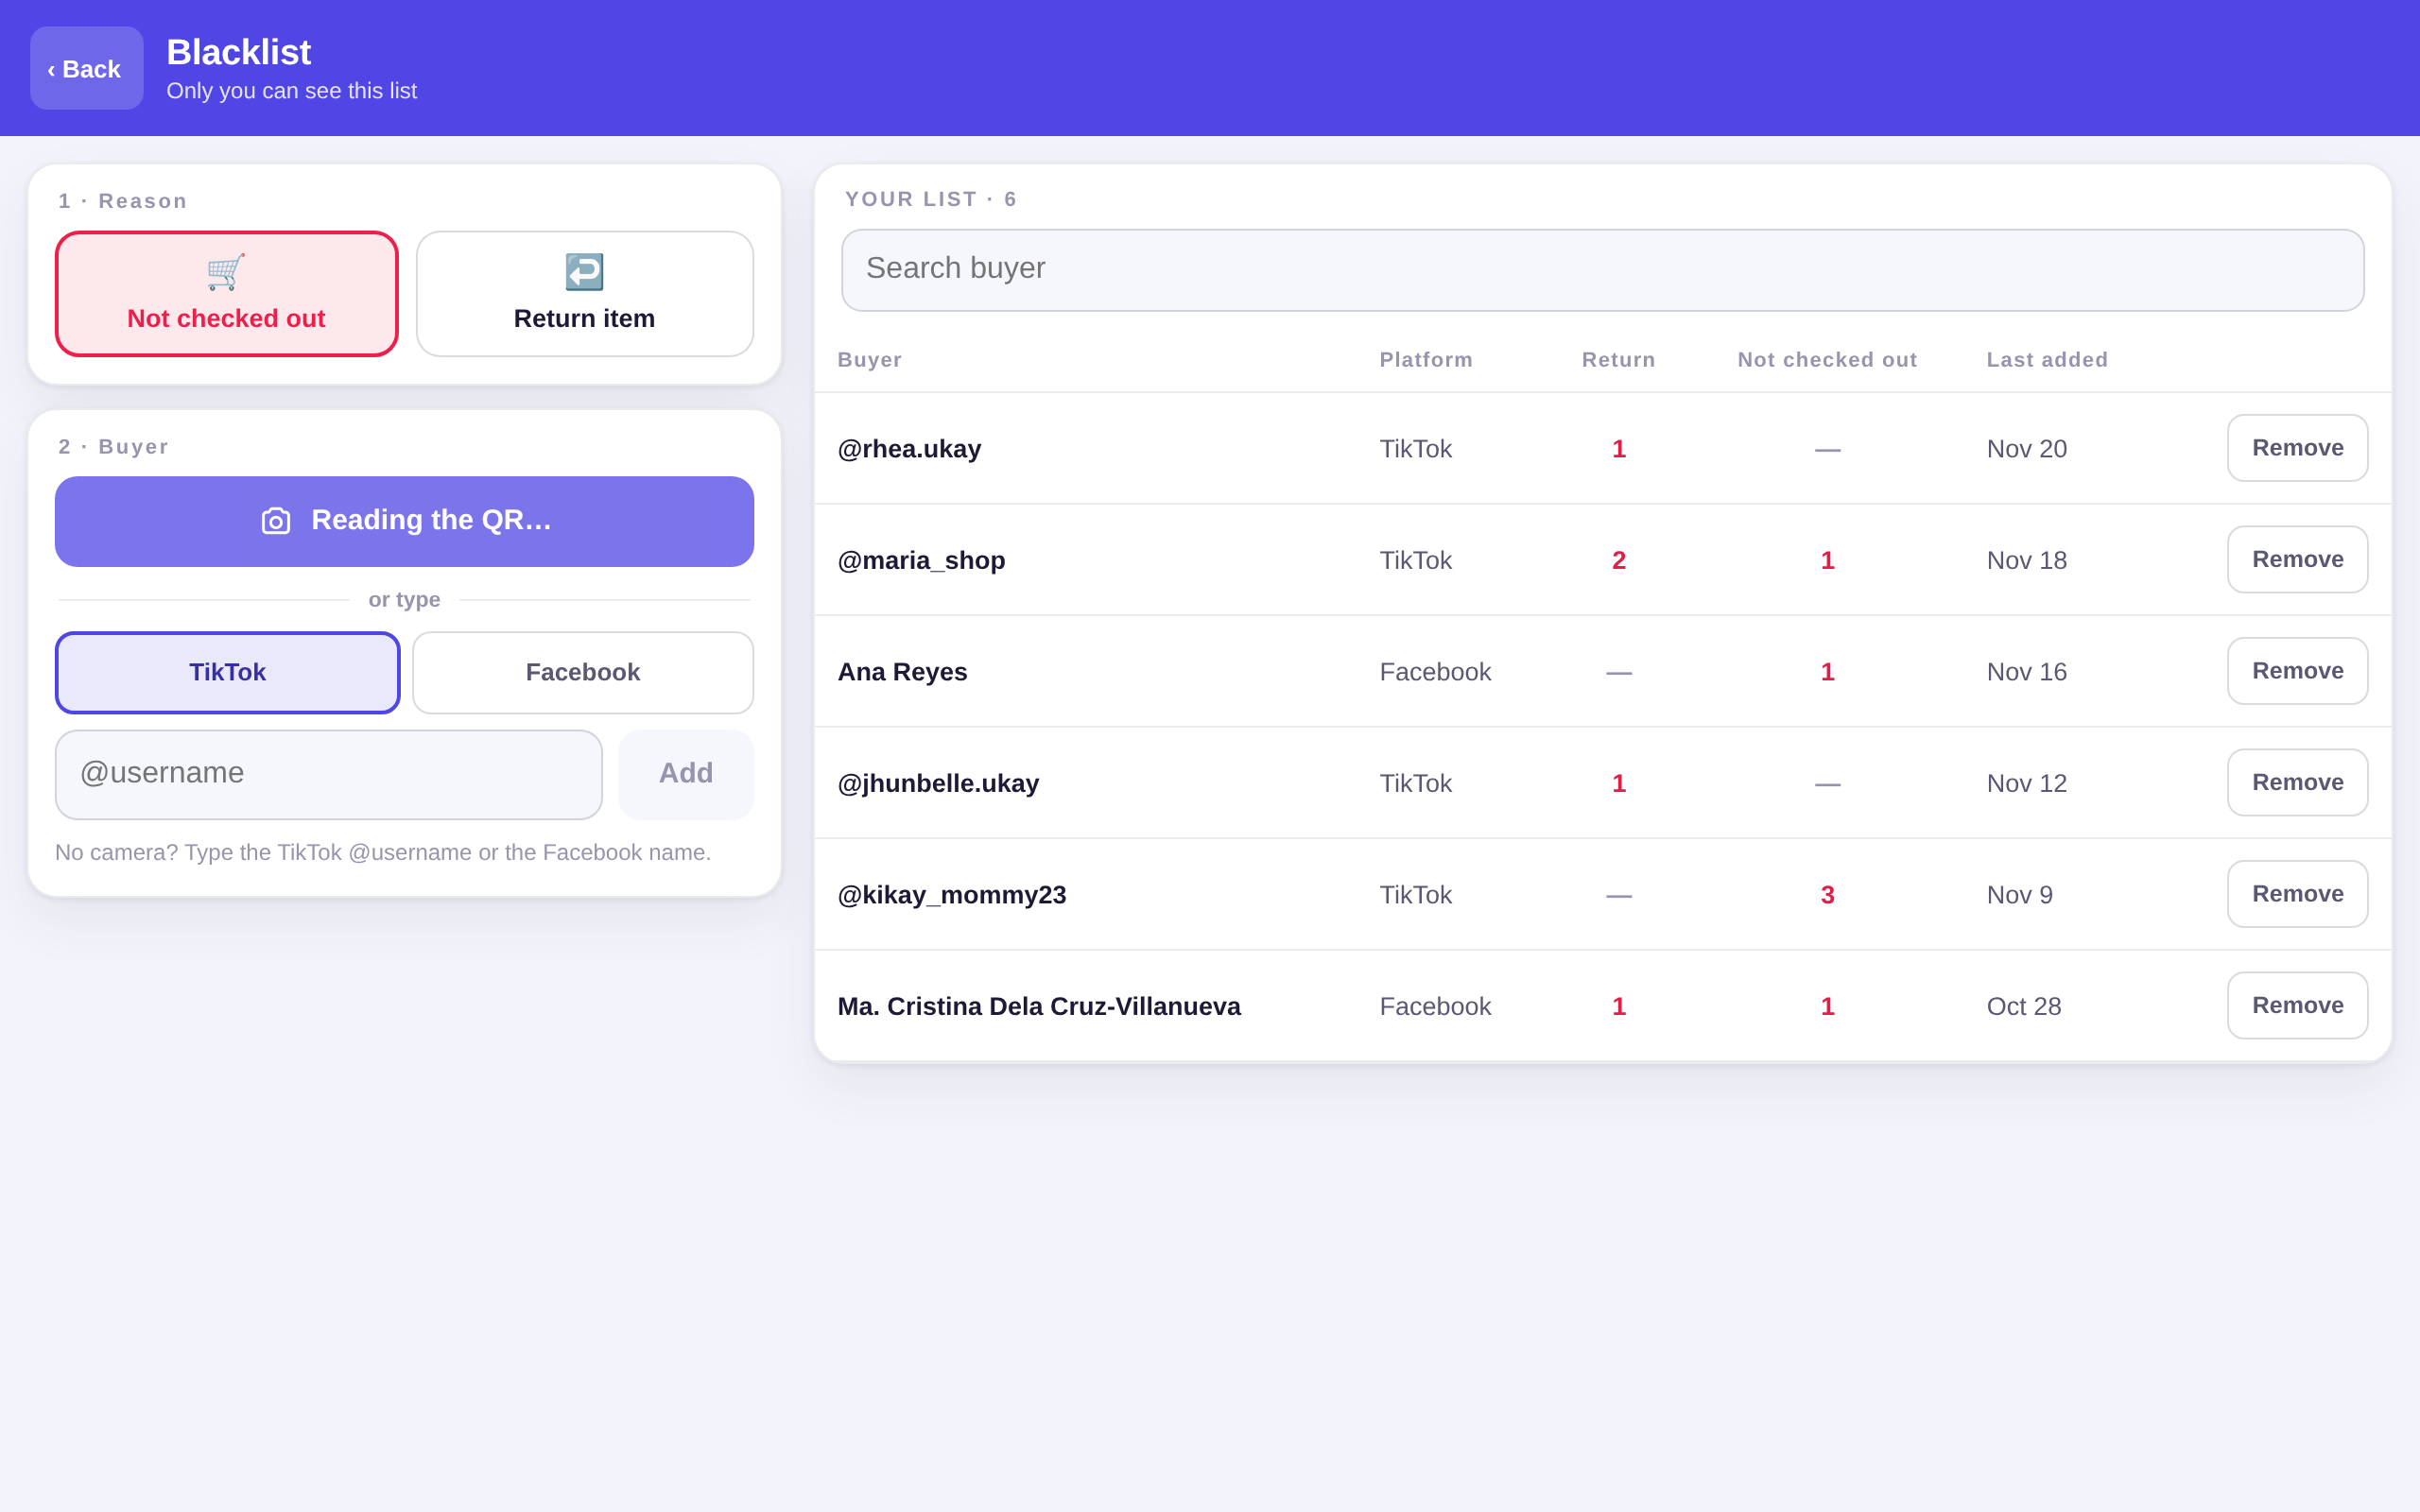 ‹ Back
Blacklist
Only you can see this list
1 · Reason
Not checked out
Return item
2 · Buyer
Reading the QR…
or type
TikTok
Facebook
@username
Add
No camera? Type the TikTok @username or the Facebook name.
YOUR LIST · 6
Search buyer
Buyer Platform Return Not checked out Last added
@rhea.ukay TikTok 1 — Nov 20 Remove
@maria_shop TikTok 2 1 Nov 18 Remove
Ana Reyes Facebook — 1 Nov 16 Remove
@jhunbelle.ukay TikTok 1 — Nov 12 Remove
@kikay_mommy23 TikTok — 3 Nov 9 Remove
Ma. Cristina Dela Cruz-Villanueva Facebook 1 1 Oct 28 Remove